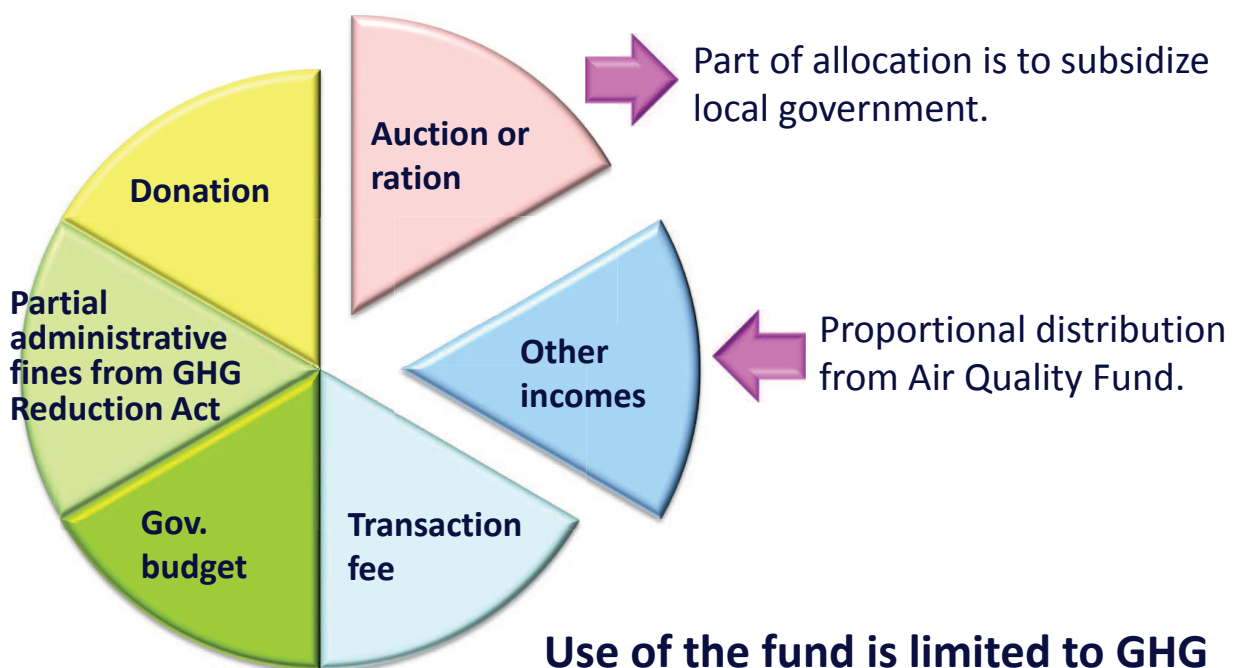 Auction or
ration
Part of allocation is to subsidize
local government.
Donation
Partial
administrative
fines from GHG
Reduction Act
Other
incomes
Proportional distribution
from Air Quality Fund.
Gov.
budget
Transaction
fee
Use of the fund is limited to GHG